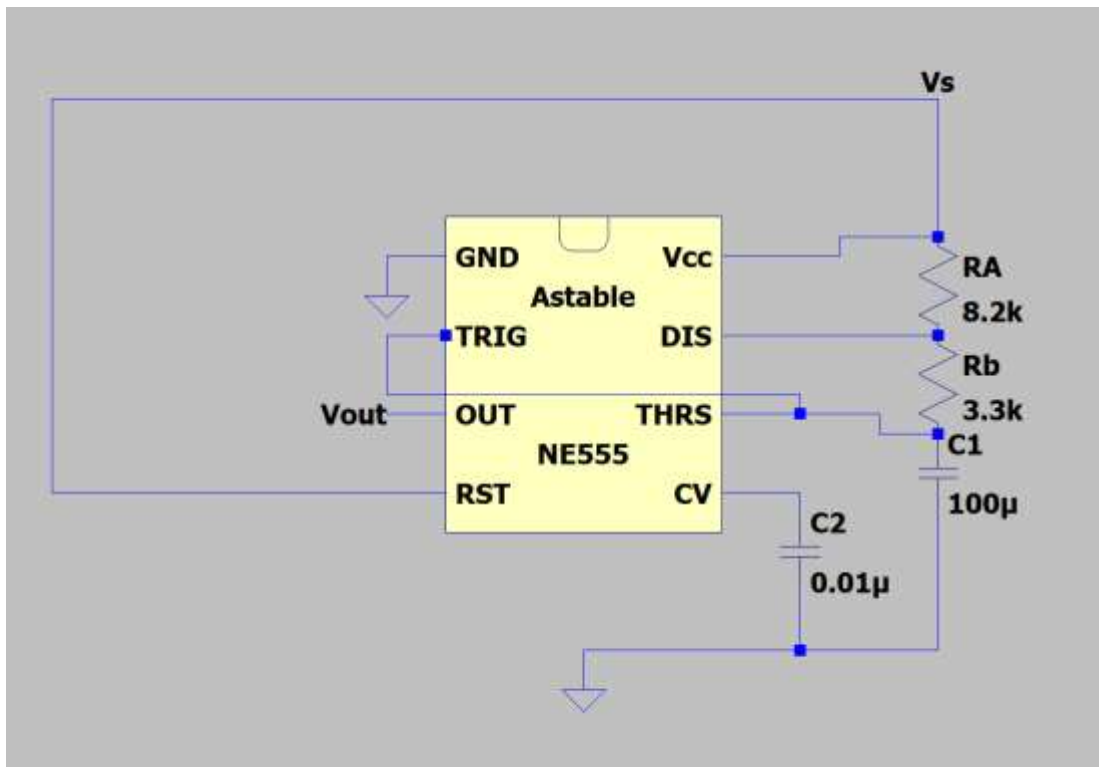 Vs
GND
Vcc
RA
Astable
8.2k
TRIG
DIS
Rb
3.3k
Vout
OUT
THRS
C1
NE555
RST
CV
100µ
C2
0.01µ